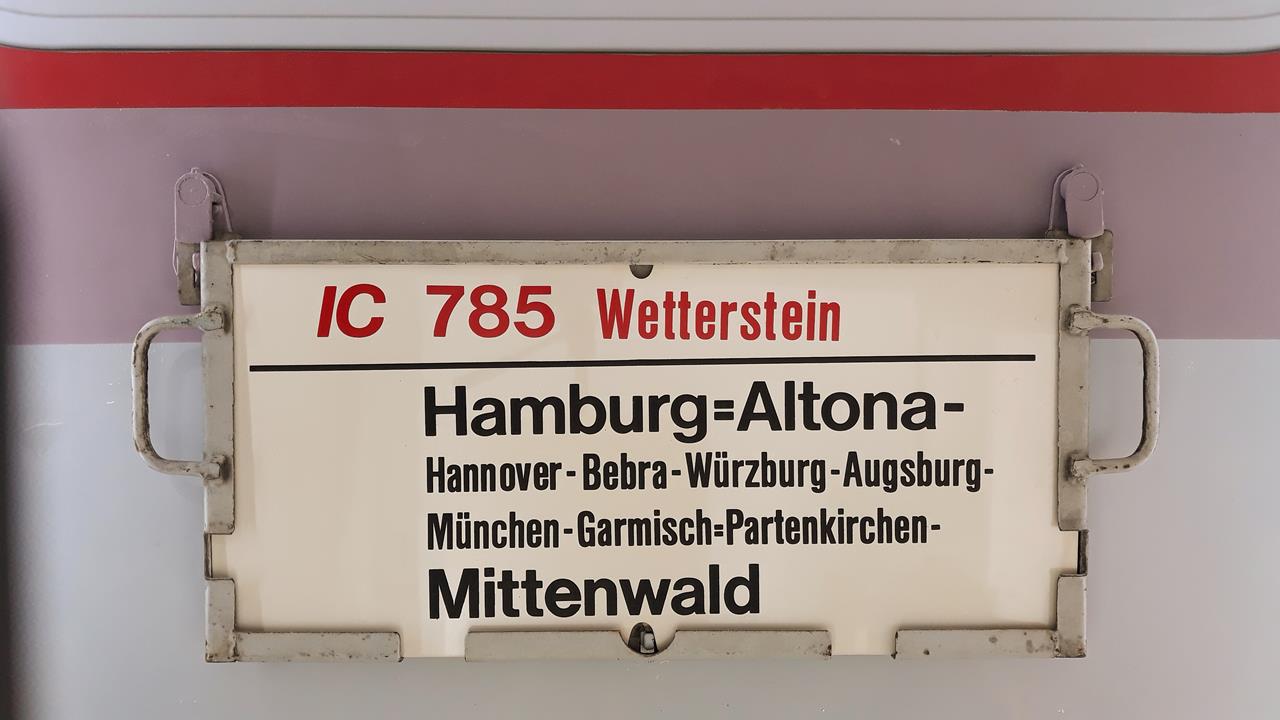 IC 785 Wetterstein
Hamburg=Altona-
Hannover-Bebra-Würzburg-Augsburg-
München-Garmisch=Partenkirchen-
Mittenwald